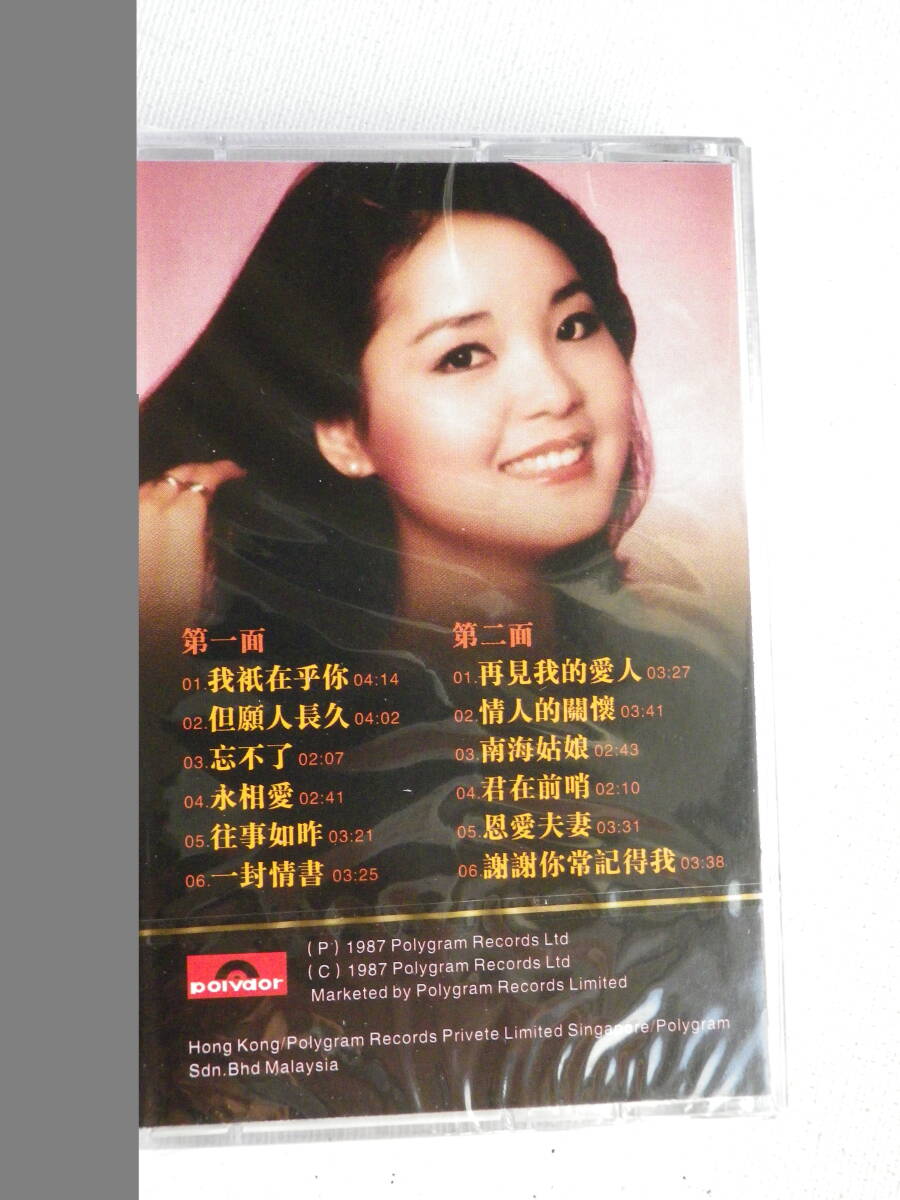 第一面
01.我衹在乎你 04:14
02.但願人長久 04:02
03.忘不了 02:07
04.永相愛 02:41
05.往事如昨 03:21
06.一封情書 03:25
第二面
01.再見我的愛人 03:27
02.情人的關懷 03:41
03.南海姑娘 02:43
04.君在前哨 02:10
05.恩愛夫妻 03:31
06.謝謝你常記得我 03:38
polvdor
(P) 1987 Polygram Records Ltd
(C) 1987 Polygram Records Ltd
Marketed by Polygram Records Limited
Hong Kong/Polygram Records Privete Limited Singapore/Polygram
Sdn.Bhd Malaysia